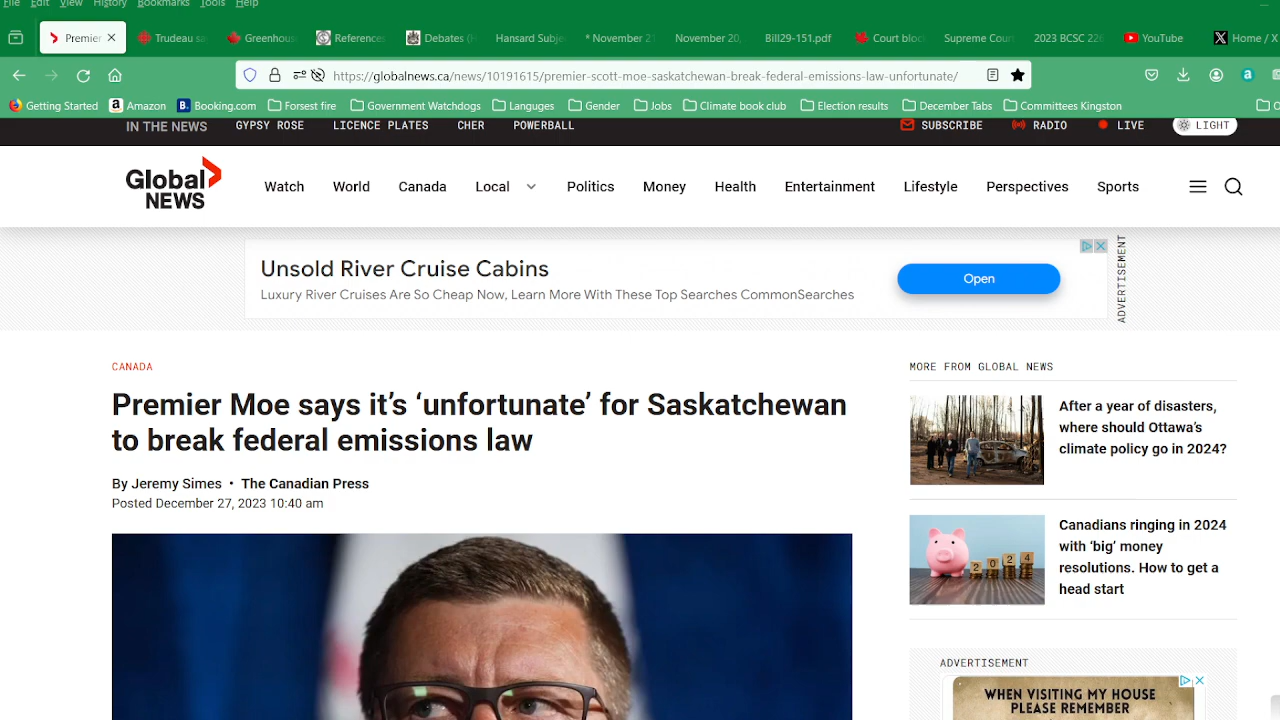 File Edit View History Bookmarks Tools Help
Premier Trudeau sa Greenhous References Debates (H Hansard Subje * November 2 November 20, Bill29-151.pdf Court bloc Supreme Cour 2023 BCSC 226 YouTube Home / X
https://globalnews.ca/news/10191615/premier-scott-moe-saskatchewan-break-federal-emissions-law-unfortunate/
Getting Started Amazon Booking.com Forsest fire Government Watchdogs Languges Gender Jobs Climate book club Election results December Tabs Committees Kingston
IN THE NEWS GYPSY ROSE LICENCE PLATES CHER POWERBALL SUBSCRIBE RADIO LIVE LIGHT
Global
NEWS
Watch World Canada Local Politics Money Health Entertainment Lifestyle Perspectives Sports
Unsold River Cruise Cabins
Luxury River Cruises Are So Cheap Now, Learn More With These Top Searches CommonSearches
Open
ADVERTISEMENT
CANADA
Premier Moe says it’s ‘unfortunate’ for Saskatchewan
to break federal emissions law
By Jeremy Simes • The Canadian Press
Posted December 27, 2023 10:40 am
MORE FROM GLOBAL NEWS
After a year of disasters,
where should Ottawa’s
climate policy go in 2024?
Canadians ringing in 2024
with ‘big’ money
resolutions. How to get a
head start
2 0 2 4
ADVERTISEMENT
WHEN VISITING MY HOUSE
PLEASE REMEMBER